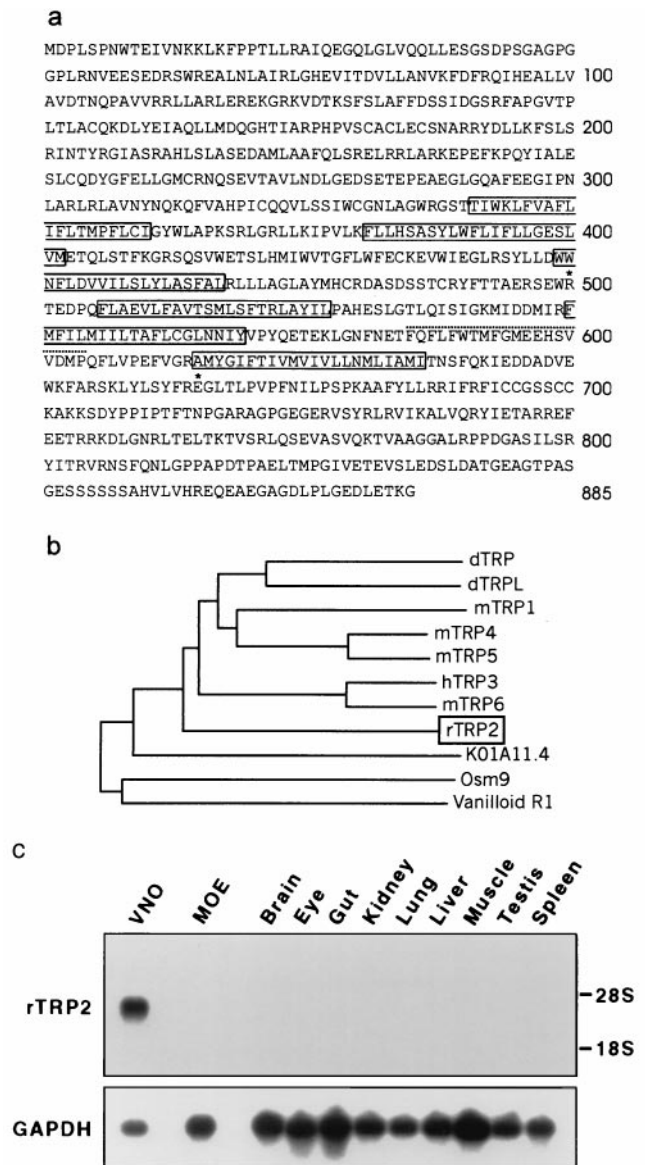 a
MDPLSPNWTEIVNKKLKFPPTLLRAIQEGQLGLVQQLLESGSDPSGAGPG
GPLRNVEESEDRSWREALNLAIRLGHEVITDVLLANVKFDFRQIHEALLV 100
AVDTNQPAVVRRLLARLEREKGRKVDTKSFSLAFFDSSIDGSRFAPGVTP
LTLACQKDLYEIAQLLMDQGHTIARPHPVSCACLECSNARRYDLLKFSLS 200
RINTYRGIASRAHLSLASEDAMLAAFQLSRELRRLARKEPEFKPQYIALE
SLCQDYGFELLGMCRNQSEVTAVLNDLGEDSETEPEAEGLGQAFEEGIPN 300
LARLRLAVNYNQKQFVAHPICQQVLSSIWCGNLAGWRGSTTIWKLFVAFL
IFLTMPFLCIGYWLAPKSRLGRLLKIPVLKFLLHSASYLWFLIFLLGESL 400
VMETQLSTFKGRSQSVWETSLHMIWVTGFLWFECKEVWIEGLRSYLLDWW
NFLDVVILSLYLASFALRLLLAGLAYMHCRDASDSSTCRYFTTAERSEWR 500
*
TEDPQFLAEVLFAVTSMLSFTRLAYILPAHESLGTLQISIGKMIDDMIRF
MFILMIILTAFLCGLNNIYVPYQETEKLGNFNETFQFLFWTMFGMEEHSV 600
VDMPQFLVPEFVGRAMYGIFTIVMVIVLLNMLIAMITNSFQKIEDDADVE
WKFARSKLYLSYFREGLTLPVPFNILPSPKAAFYLLRRIFRFICCGSSCC 700
*
KAKKSDYPPIPTFTNPGARAGPGEGERVSYRLRVIKALVQRYIETARREF
EETRRKDLGNRLTELTKTVSRLQSEVASVQKTVAAGGALRPPDGASILSR 800
YITRVRNSFQNLGPPAPDTPAELTMPGIVETEVSLEDSLDATGEAGTPAS
GESSSSSSAHVLVHREQEAEGAGDLPLGEDLETKG 885
b
dTRP
dTRPL
mTRP1
mTRP4
mTRP5
hTRP3
mTRP6
rTRP2
K01A11.4
Osm9
Vanilloid R1
c
VNO MOE Brain Eye Gut Kidney Lung Liver Muscle Testis Spleen
rTRP2
28S
18S
GAPDH